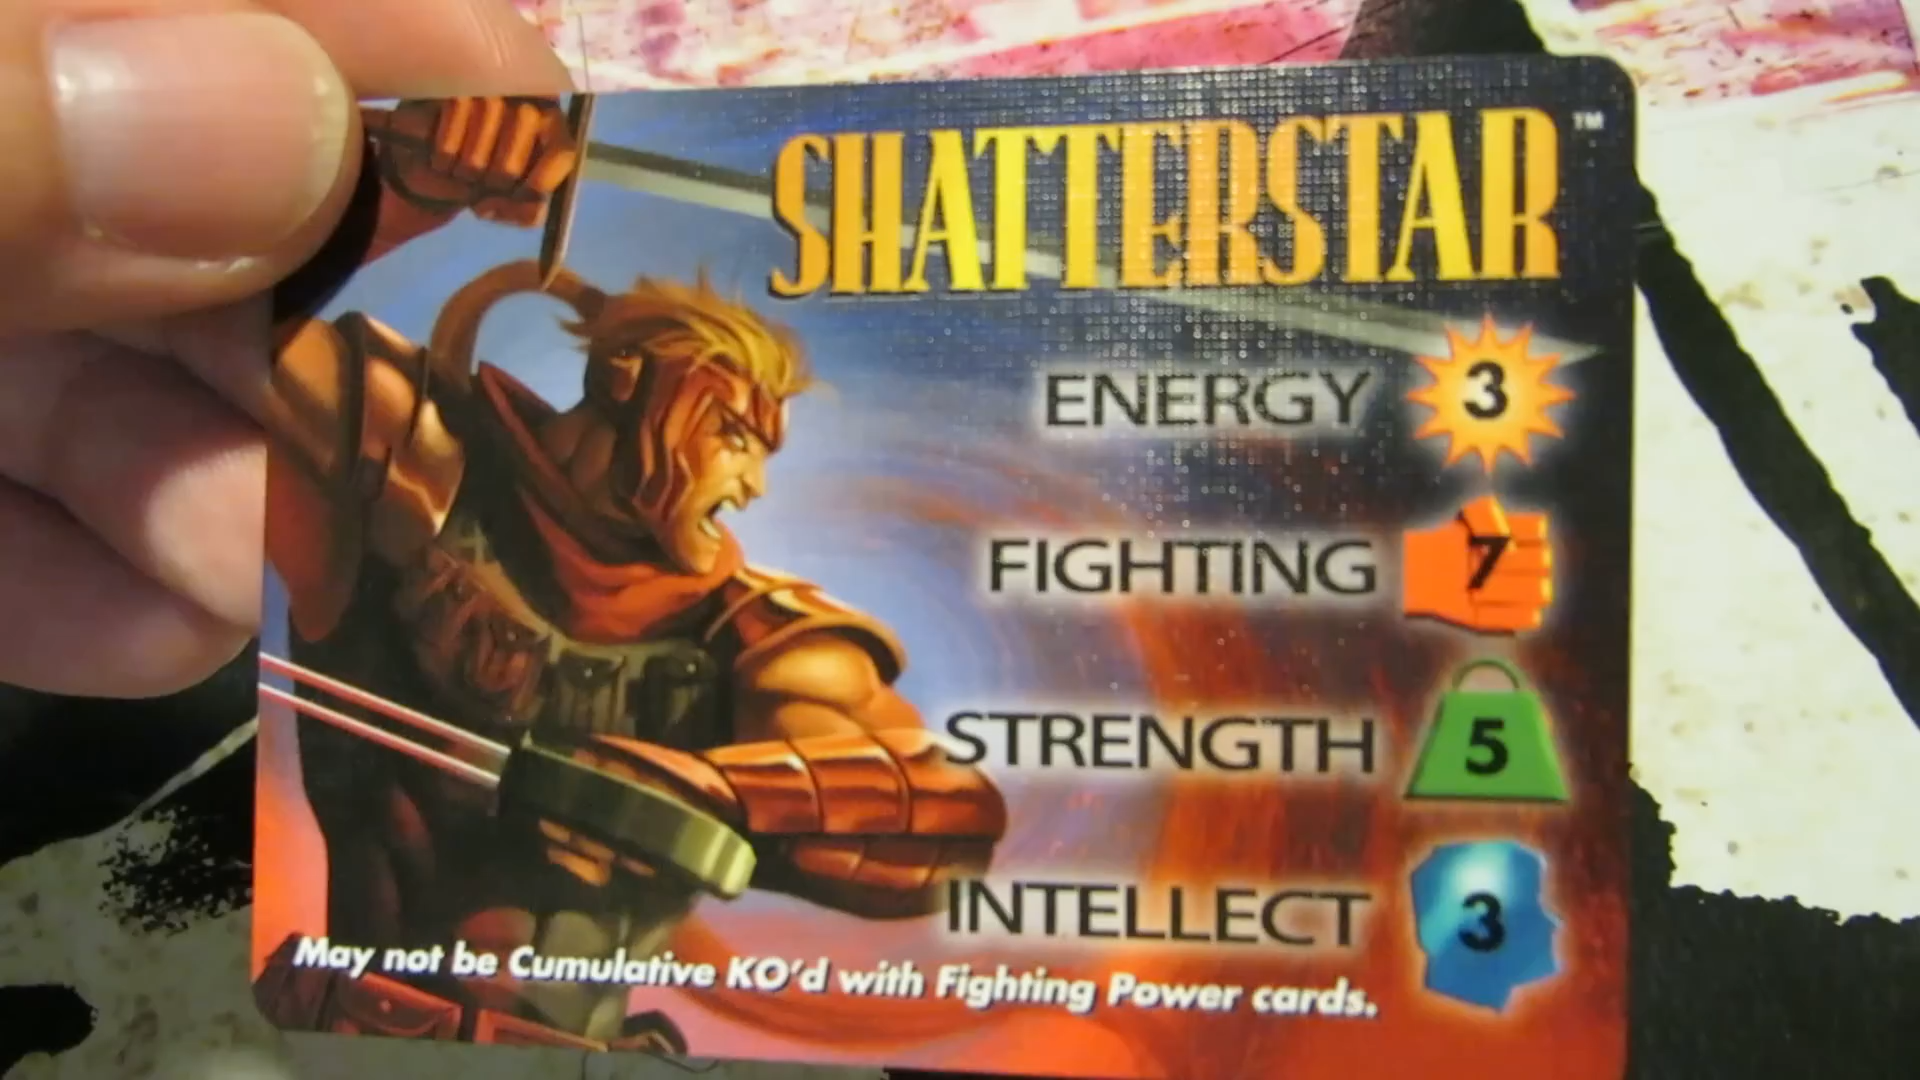 SHATTERSTAR™
ENERGY 3
FIGHTING 7
STRENGTH 5
INTELLECT 3
May not be Cumulative KO'd with Fighting Power cards.